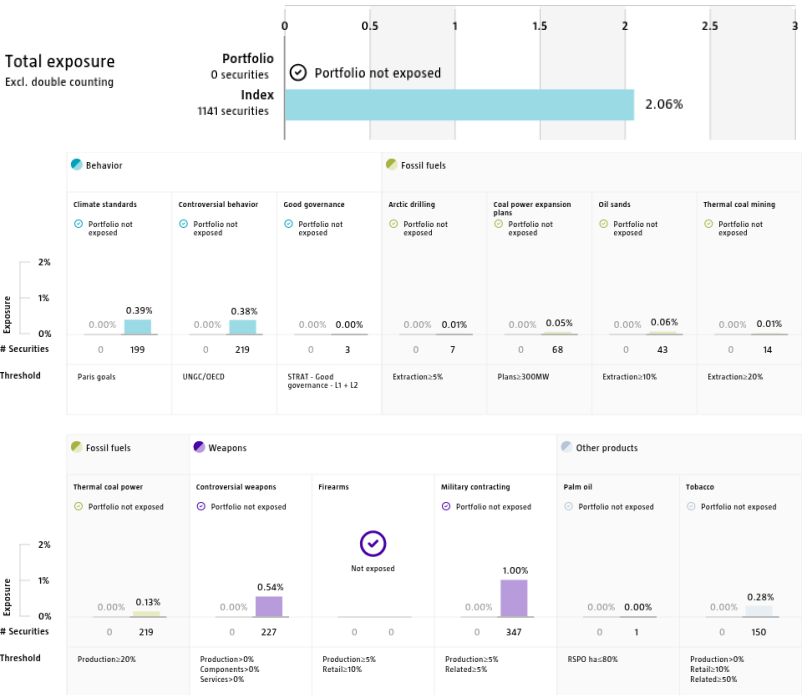 0 0.5 1 1.5 2 2.5 3
Total exposure
Excl. double counting
Portfolio
0 securities
Portfolio not exposed
Index
1141 securities
2.06%
Behavior
Fossil fuels
Climate standards
Controversial behavior
Good governance
Arctic drilling
Coal power expansion
plans
Oil sands
Thermal coal mining
Portfolio not
exposed
Portfolio not
exposed
Portfolio not
exposed
Portfolio not
exposed
Portfolio not
exposed
Portfolio not
exposed
Portfolio not
exposed
Exposure
2%
1%
0%
0.00% 0.39% 0.00% 0.38% 0.00% 0.00% 0.00% 0.01% 0.00% 0.05% 0.00% 0.06% 0.00% 0.01%
# Securities 0 199 0 219 0 3 0 7 0 68 0 43 0 14
Threshold
Paris goals
UNGC/OECD
STRAT - Good
governance - L1 + L2
Extraction≥5%
Plans≥300MW
Extraction≥10%
Extraction≥20%
Fossil fuels
Weapons
Other products
Thermal coal power
Controversial weapons
Firearms
Military contracting
Palm oil
Tobacco
Portfolio not exposed
Portfolio not exposed
Not exposed
Portfolio not exposed
Portfolio not exposed
Portfolio not exposed
Exposure
2%
1%
0%
0.00% 0.13% 0.00% 0.54% 0.00% 1.00% 0.00% 0.00% 0.00% 0.28%
# Securities 0 219 0 227 0 0 0 347 0 1 0 150
Threshold
Production≥20%
Production>0%
Components>0%
Services>0%
Production≥5%
Retail≥10%
Production≥5%
Related≥5%
RSPO ha≤80%
Production>0%
Retail≥10%
Related≥50%